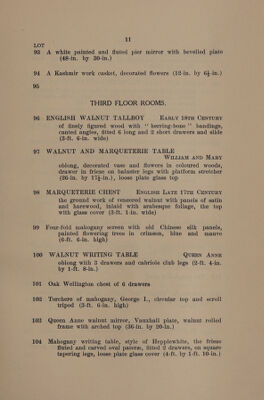 11
LOT
93 A white painted and fluted pier mirror with bevelled plate
(48-in. by 30-in.)
94 A Kashmir work casket, decorated flowers (12-in. by 6½-in.)
95
THIRD FLOOR ROOMS.
96 ENGLISH WALNUT TALLBOY EARLY 18TH CENTURY
of finely figured wood with "herring-bone" bandings,
canted angles, fitted 6 long and 2 short drawers and slide
(3-ft. 6-in. wide)
97 WALNUT AND MARQUETERIE TABLE
WILLIAM AND MARY
oblong, decorated vase and flowers in coloured woods,
drawer in frieze on baluster legs with platform stretcher
(26-in. by 17½-in.), loose plate glass top
98 MARQUETERIE CHEST ENGLISH LATE 17TH CENTURY
the ground work of veneered walnut with panels of satin
and harewood, inlaid with arabesque foliage, the top
with glass cover (3-ft. 1-in. wide)
99 Four-fold mahogany screen with old Chinese silk panels,
painted flowering trees in crimson, blue and mauve
(6-ft. 6-in. high)
100 WALNUT WRITING TABLE QUEEN ANNE
oblong with 3 drawers and cabriole club legs (2-ft. 4-in.
by 1-ft. 8-in.)
101 Oak Wellington chest of 6 drawers
102 Torchere of mahogany, George I., circular top and scroll
tripod (3-ft. 6-in. high)
103 Queen Anne walnut mirror, Vauxhall plate, walnut rolled
frame with arched top (36-in. by 20-in.)
104 Mahogany writing table, style of Hepplewhite, the frieze
fluted and carved oval paterae, fitted 2 drawers, on square
tapering legs, loose plate glass cover (4-ft. by 1-ft. 10-in.)